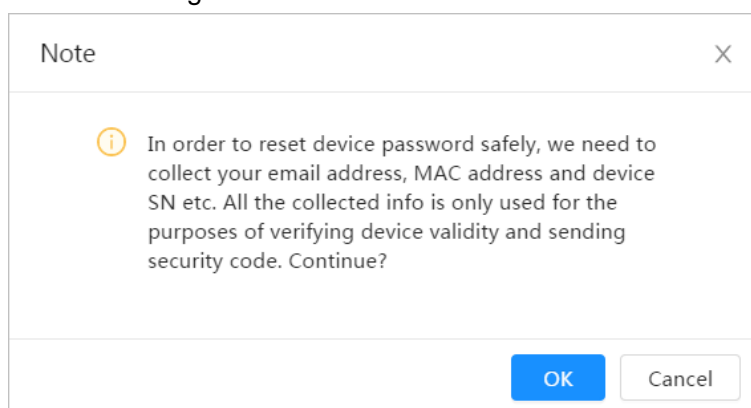 Note
In order to reset device password safely, we need to
collect your email address, MAC address and device
SN etc. All the collected info is only used for the
purposes of verifying device validity and sending
security code. Continue?
OK Cancel